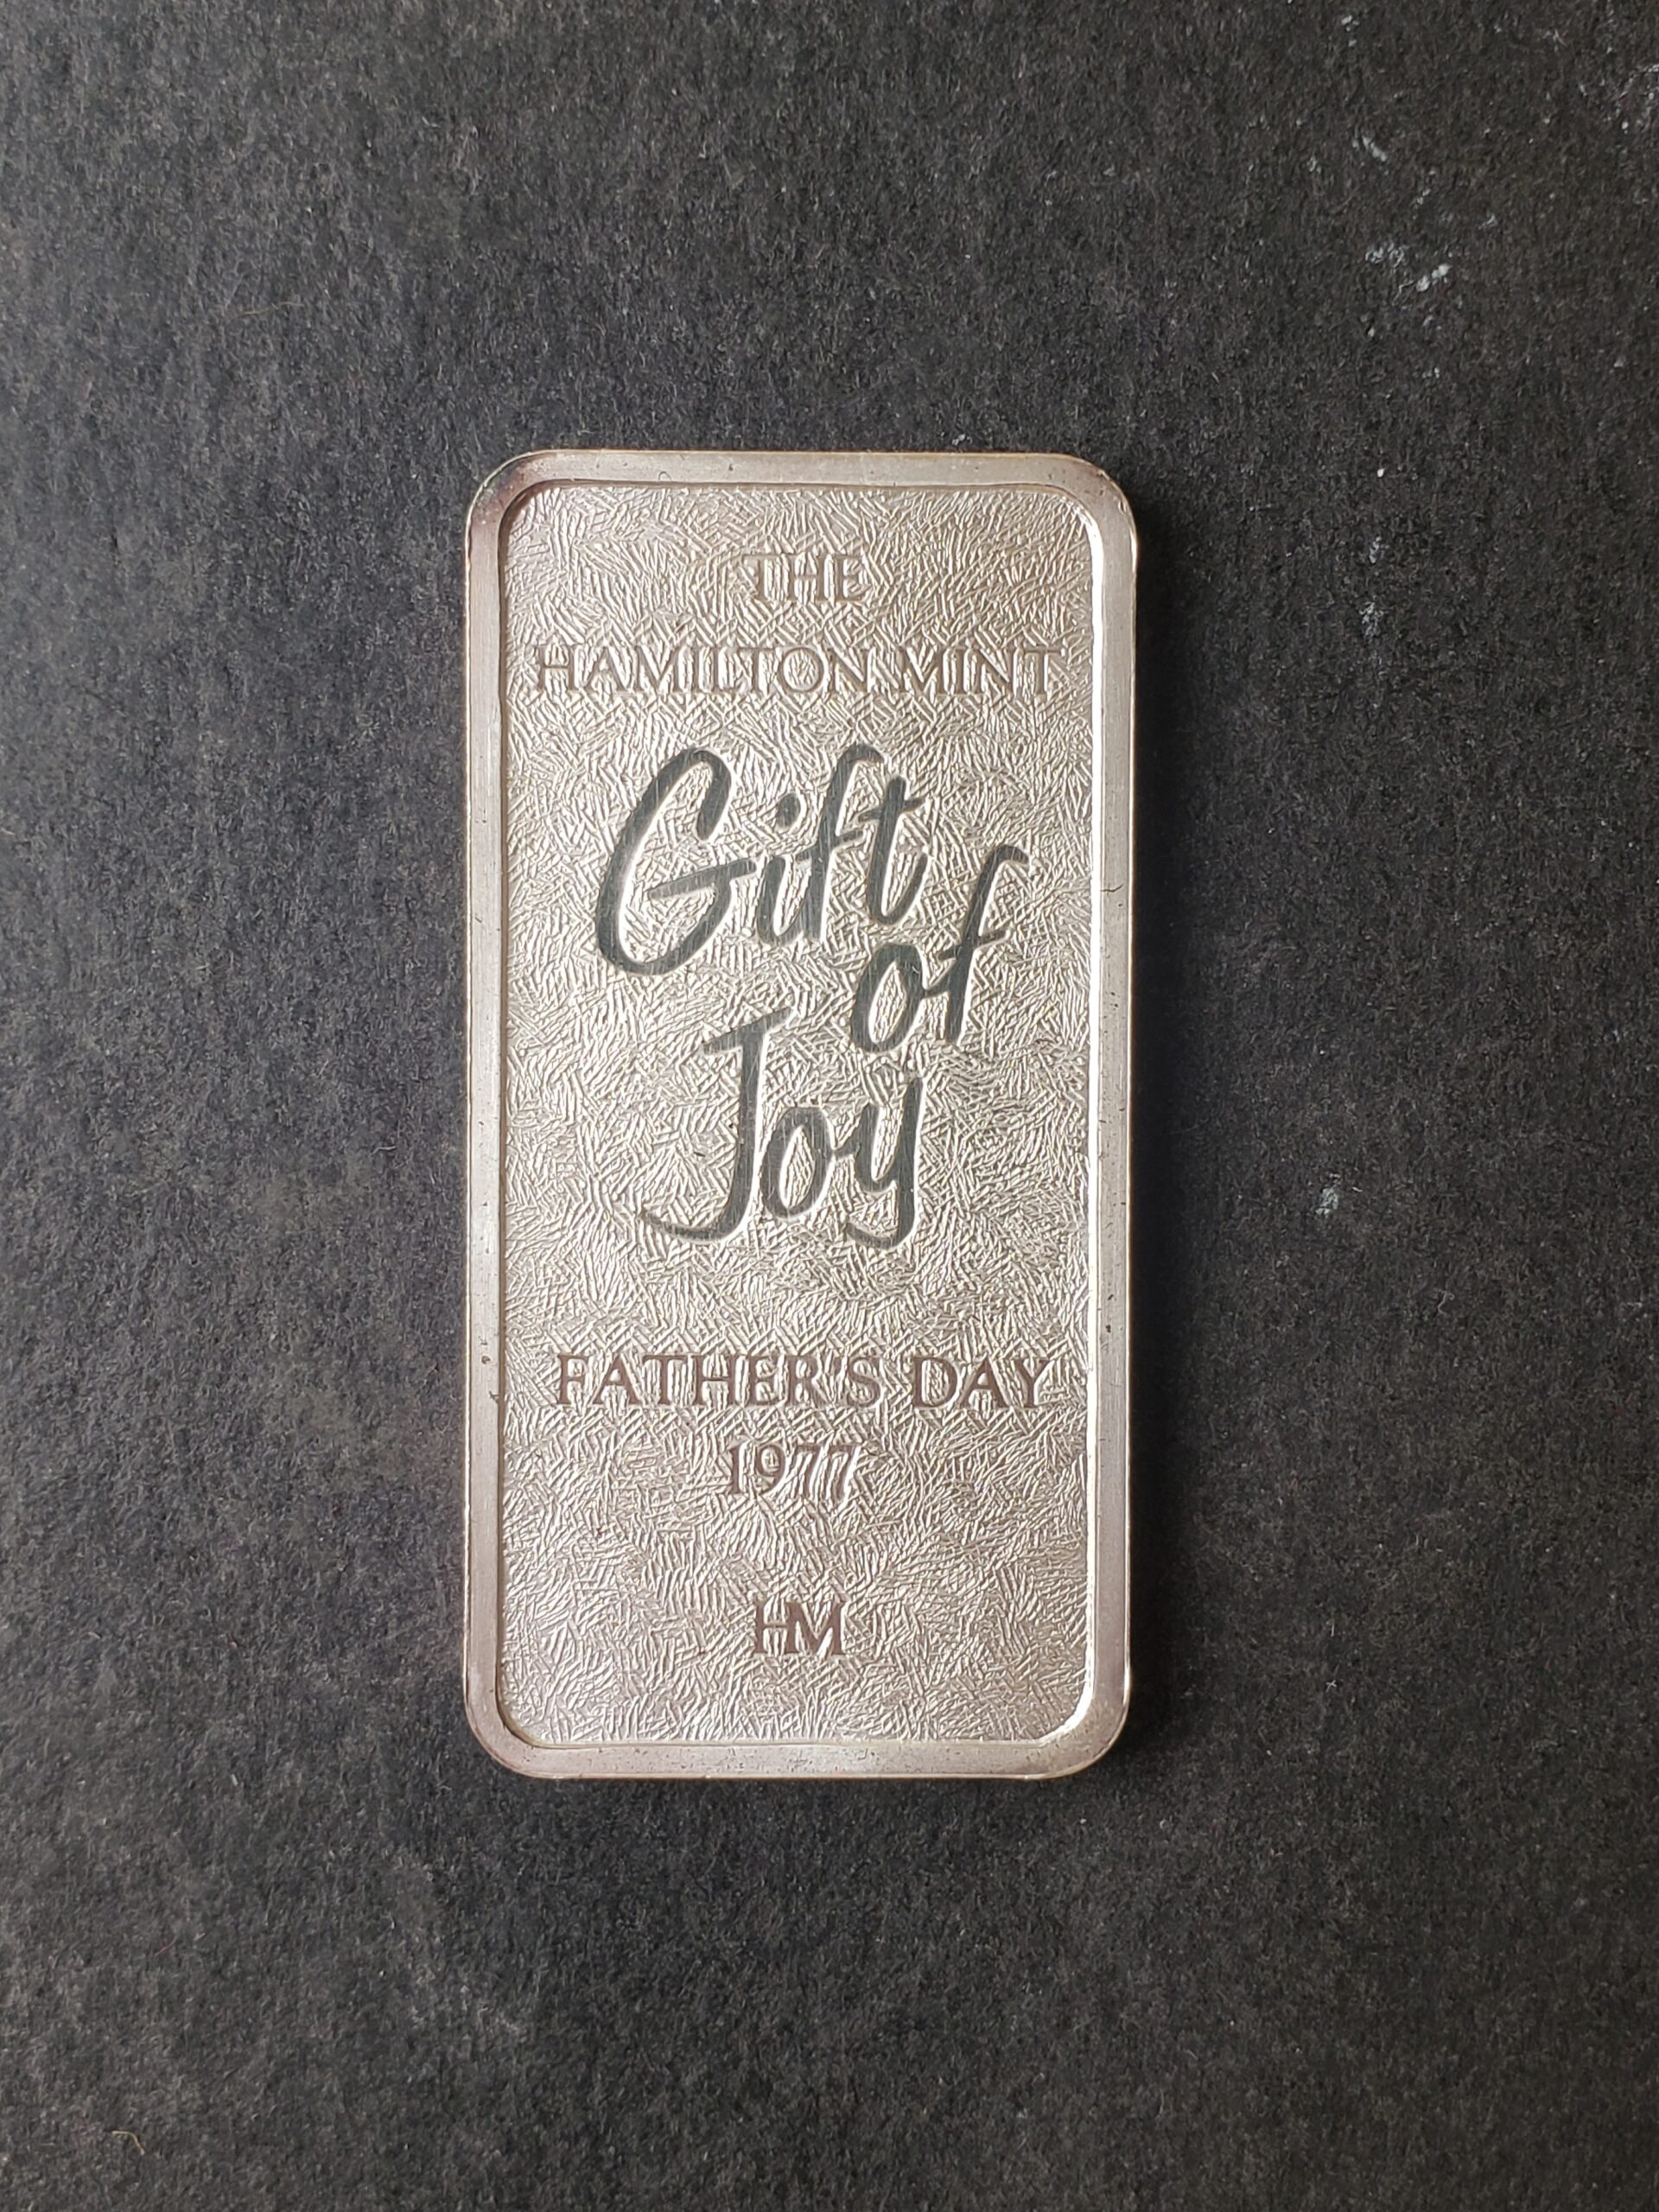 THE
HAMILTON MINT
Gift
of
Joy
FATHER'S DAY
1977
HM